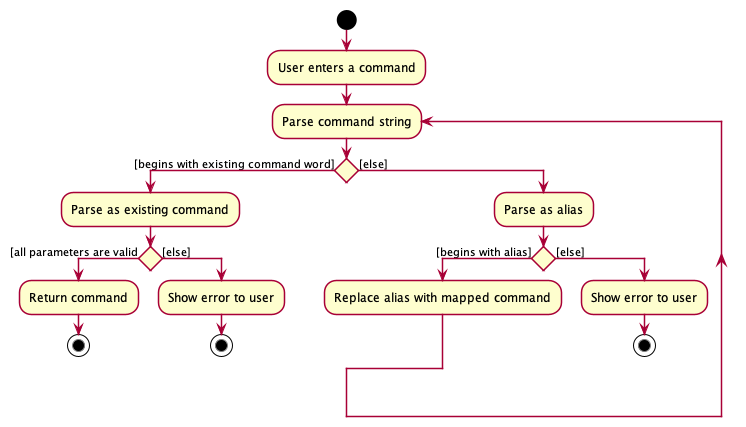 User enters a command
Parse command string
[begins with existing command word]
[else]
Parse as existing command
Parse as alias
[all parameters are valid
[else]
[begins with alias]
[else]
Return command
Show error to user
Replace alias with mapped command
Show error to user